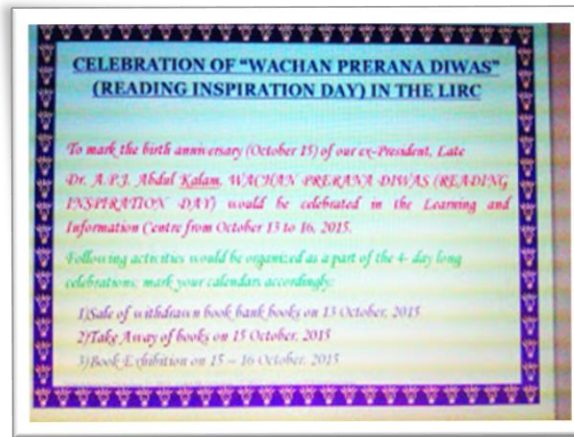 CELEBRATION OF "WACHAN PRERANA DIWAS"
(READING INSPIRATION DAY) IN THE LIRC
To mark the birth anniversary (October 15) of our ex-President, Late
Dr. A.P.J. Abdul Kalam, WACHAN PRERANA DIWAS (READING
INSPIRATION DAY) would be celebrated in the Learning and
Information Centre from October 13 to 16, 2015.
Following activities would be organized as a part of the 4- day long
celebrations; mark your calendars accordingly:
1)Sale of withdrawn book bank books on 13 October, 2015
2)Take Away of books on 15 October, 2015
3)Book Exhibition on 15 – 16 October, 2015